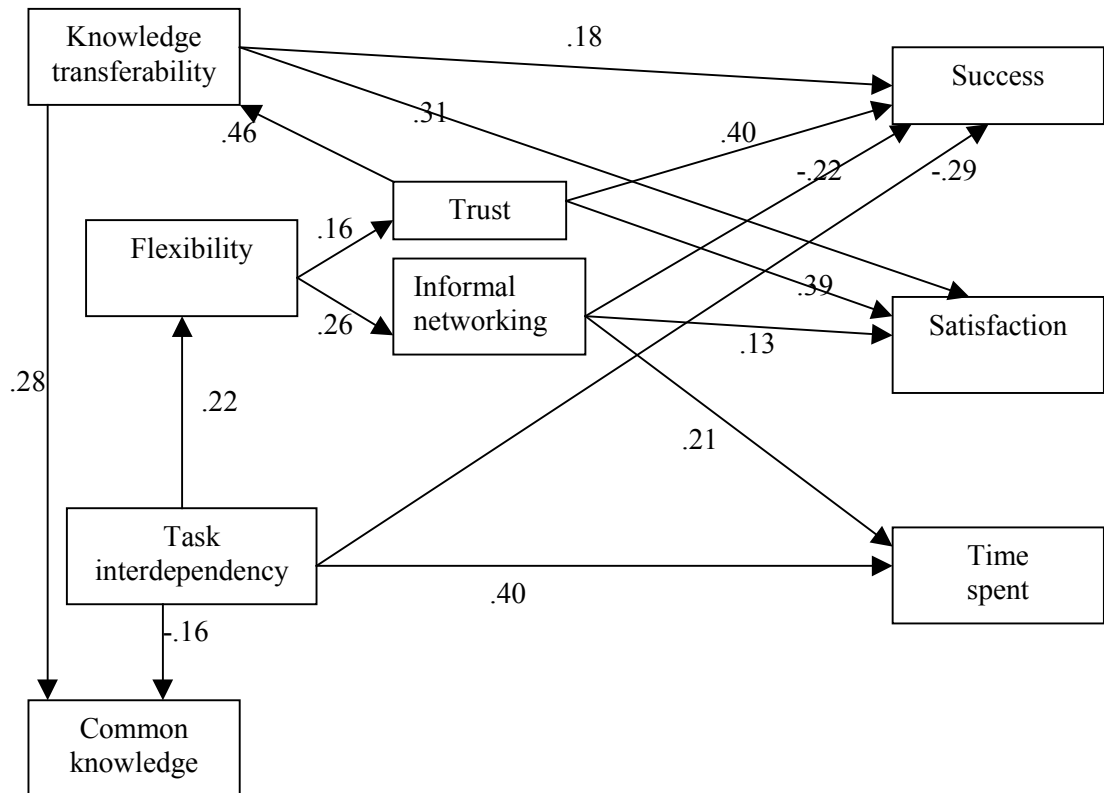 Knowledge
transferability
.18
Success
.31
.46
.40
-.22
-.29
Trust
.16
Flexibility
Informal
networking
.26
.39
Satisfaction
.13
.28
.22
.21
Task
interdependency
Time
spent
.40
-.16
Common
knowledge